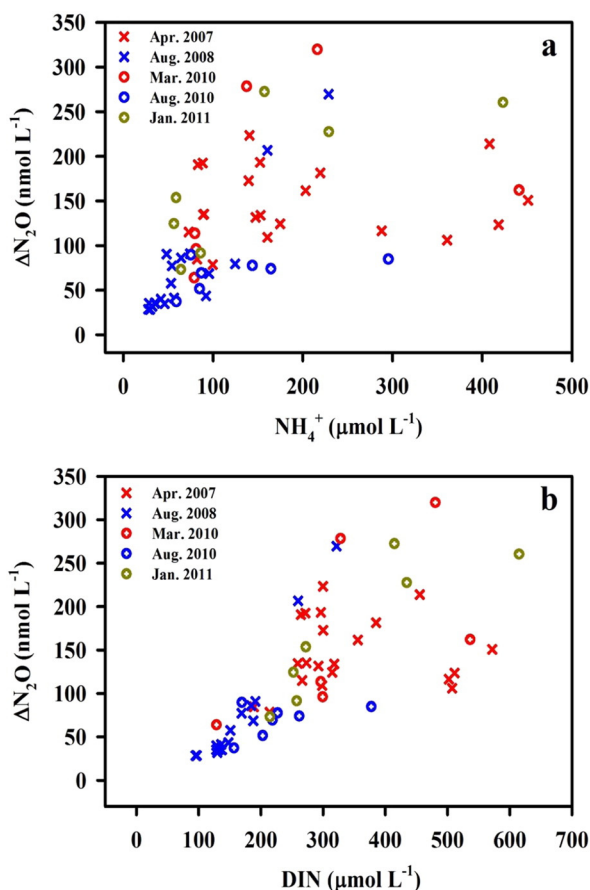 a
350
300
250
200
150
100
50
0
ΔN₂O (nmol L⁻¹)
Apr. 2007
Aug. 2008
Mar. 2010
Aug. 2010
Jan. 2011
0 100 200 300 400 500
NH₄⁺ (μmol L⁻¹)
b
350
300
250
200
150
100
50
0
ΔN₂O (nmol L⁻¹)
Apr. 2007
Aug. 2008
Mar. 2010
Aug. 2010
Jan. 2011
0 100 200 300 400 500 600 700
DIN (μmol L⁻¹)